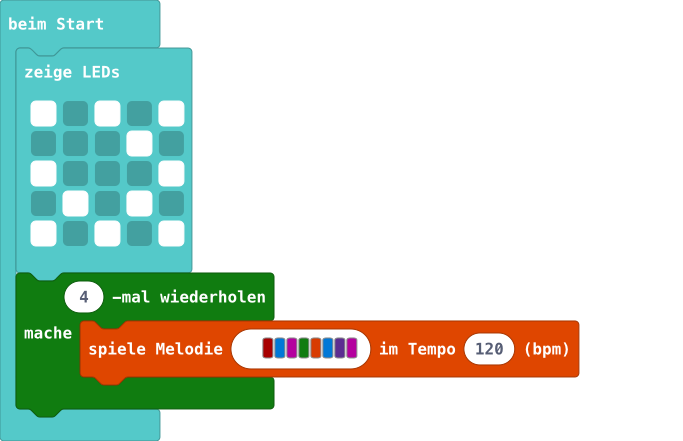 beim Start
zeige LEDs
4 -mal wiederholen
mache
spiele Melodie im Tempo 120 (bpm)